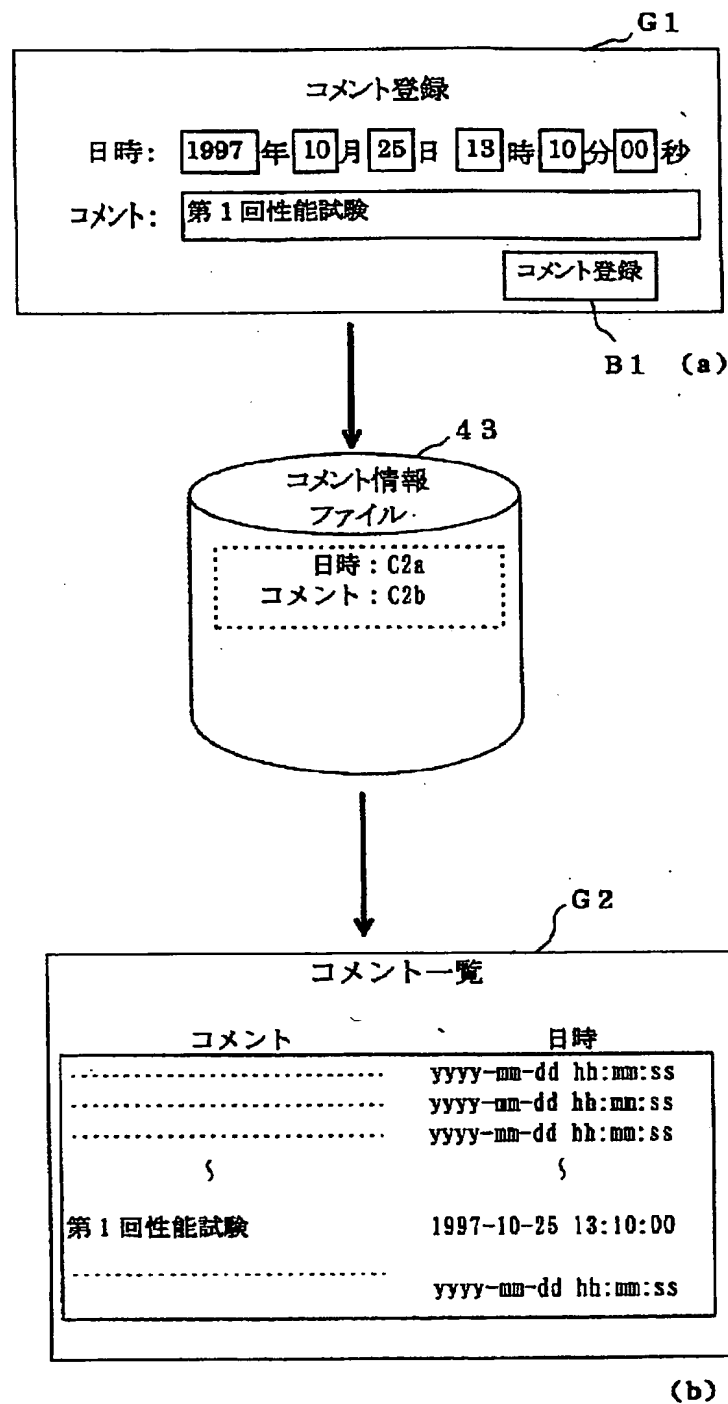 G1
コメント登録
日時: 1997 年 10 月 25 日 13 時 10 分 00 秒
コメント: 第1回性能試験
コメント登録
B1 (a)
43
コメント情報
ファイル
日時:C2a
コメント:C2b
G2
コメント一覧
コメント 日時
yyyy-mm-dd hh:mm:ss
yyyy-mm-dd hh:mm:ss
yyyy-mm-dd hh:mm:ss
第1回性能試験 1997-10-25 13:10:00
yyyy-mm-dd hh:mm:ss
(b)